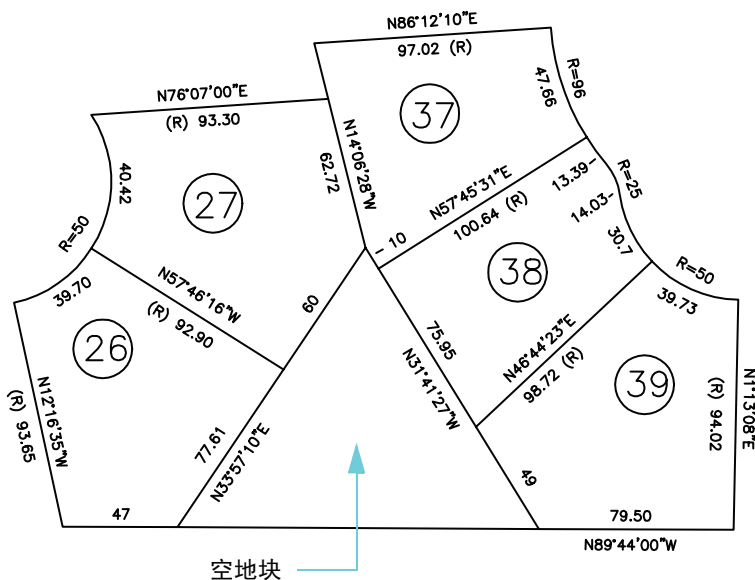 N86°12'10"E
97.02 (R)
R=96
47.66
37
N76°07'00"E
(R) 93.30
N14°06'28"W
62.72
40.42
27
R=50
N57°45'31"E
100.64 (R)
13.39-
R=25
14.03-
30.7
- 10
38
R=50
39.73
39.70
N57°46'16"W
(R) 92.90
60
26
75.95
N31°41'27"W
N46°44'23"E
98.72 (R)
39
N12°16'35"W
(R) 93.65
N1°13'08"E
(R) 94.02
77.61
N33°57'10"E
49
47
79.50
N89°44'00"W
空地块